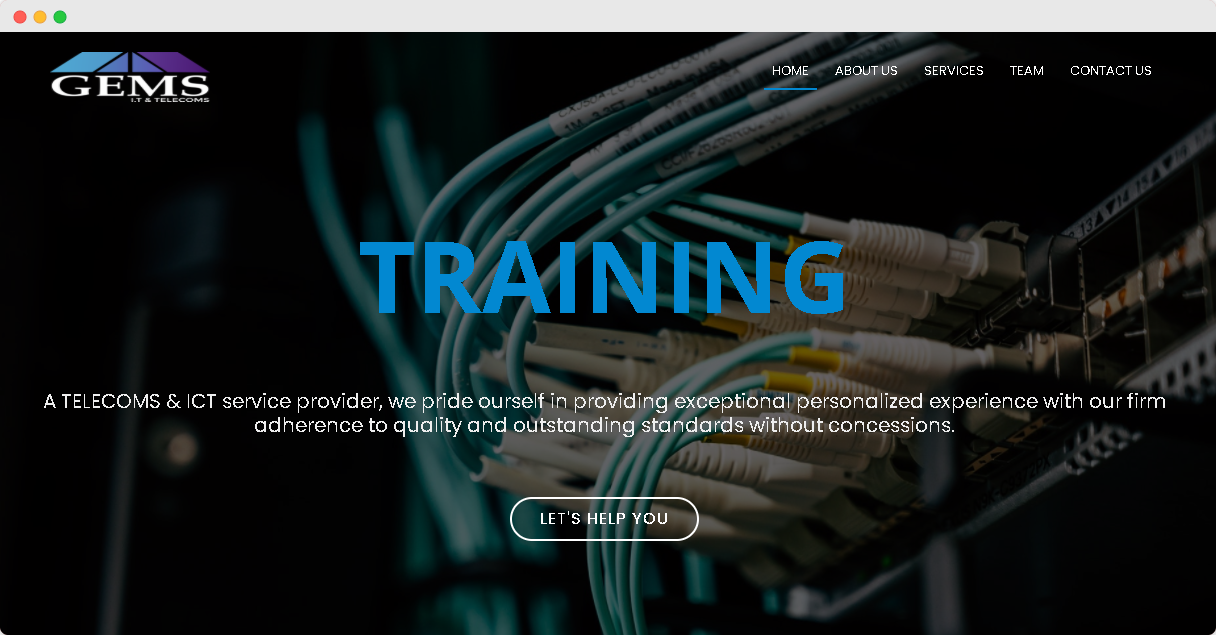 GEMS
I.T & TELECOMS
HOME ABOUT US SERVICES TEAM CONTACT US
TRAINING
A TELECOMS & ICT service provider, we pride ourself in providing exceptional personalized experience with our firm
adherence to quality and outstanding standards without concessions.
LET'S HELP YOU